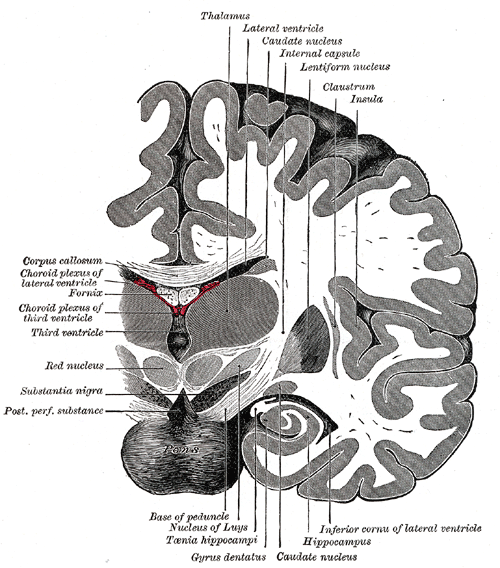 Thalamus
Lateral ventricle
Caudate nucleus
Internal capsule
Lentiform nucleus
Claustrum
Insula
Corpus callosum
Choroid plexus of
lateral ventricle
Fornix
Choroid plexus of
third ventricle
Third ventricle
Red nucleus
Substantia nigra
Post. perf. substance
Pons
Base of peduncle
Nucleus of Luys
Tænia hippocampi
Gyrus dentatus
Caudate nucleus
Hippocampus
Inferior cornu of lateral ventricle